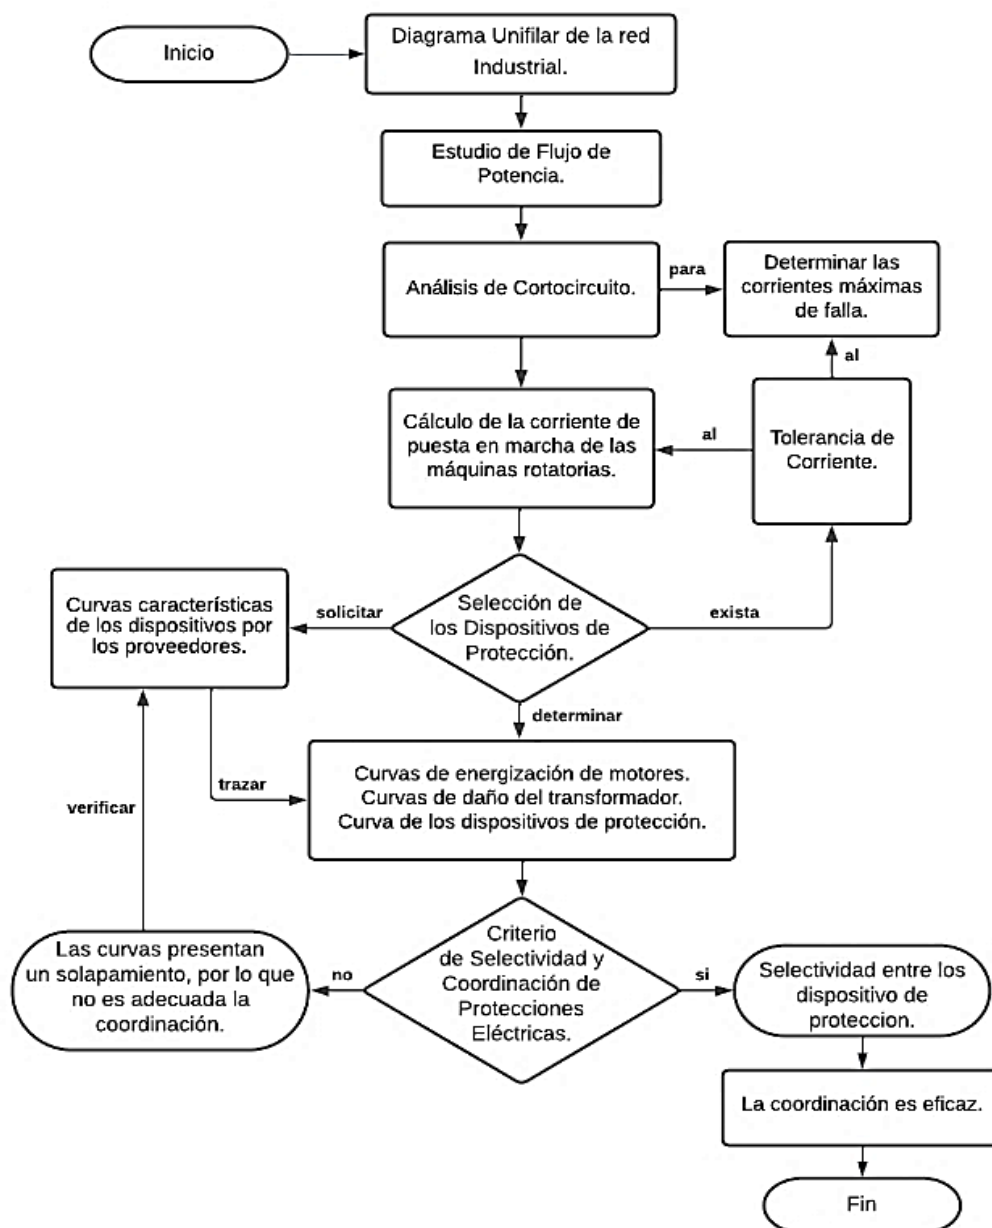 Inicio
Diagrama Unifilar de la red
Industrial.
Estudio de Flujo de
Potencia.
Análisis de Cortocircuito.
para
Determinar las
corrientes máximas
de falla.
al
Cálculo de la corriente de
puesta en marcha de las
máquinas rotatorias.
al
Tolerancia de
Corriente.
Curvas características
de los dispositivos por
los proveedores.
solicitar
Selección de
los Dispositivos de
Protección.
exista
determinar
verificar
trazar
Curvas de energización de motores.
Curvas de daño del transformador.
Curva de los dispositivos de protección.
Las curvas presentan
un solapamiento, por lo que
no es adecuada la
coordinación.
no
Criterio
de Selectividad y
Coordinación de
Protecciones
Eléctricas.
si
Selectividad entre los
dispositivo de
proteccion.
La coordinación es eficaz.
Fin